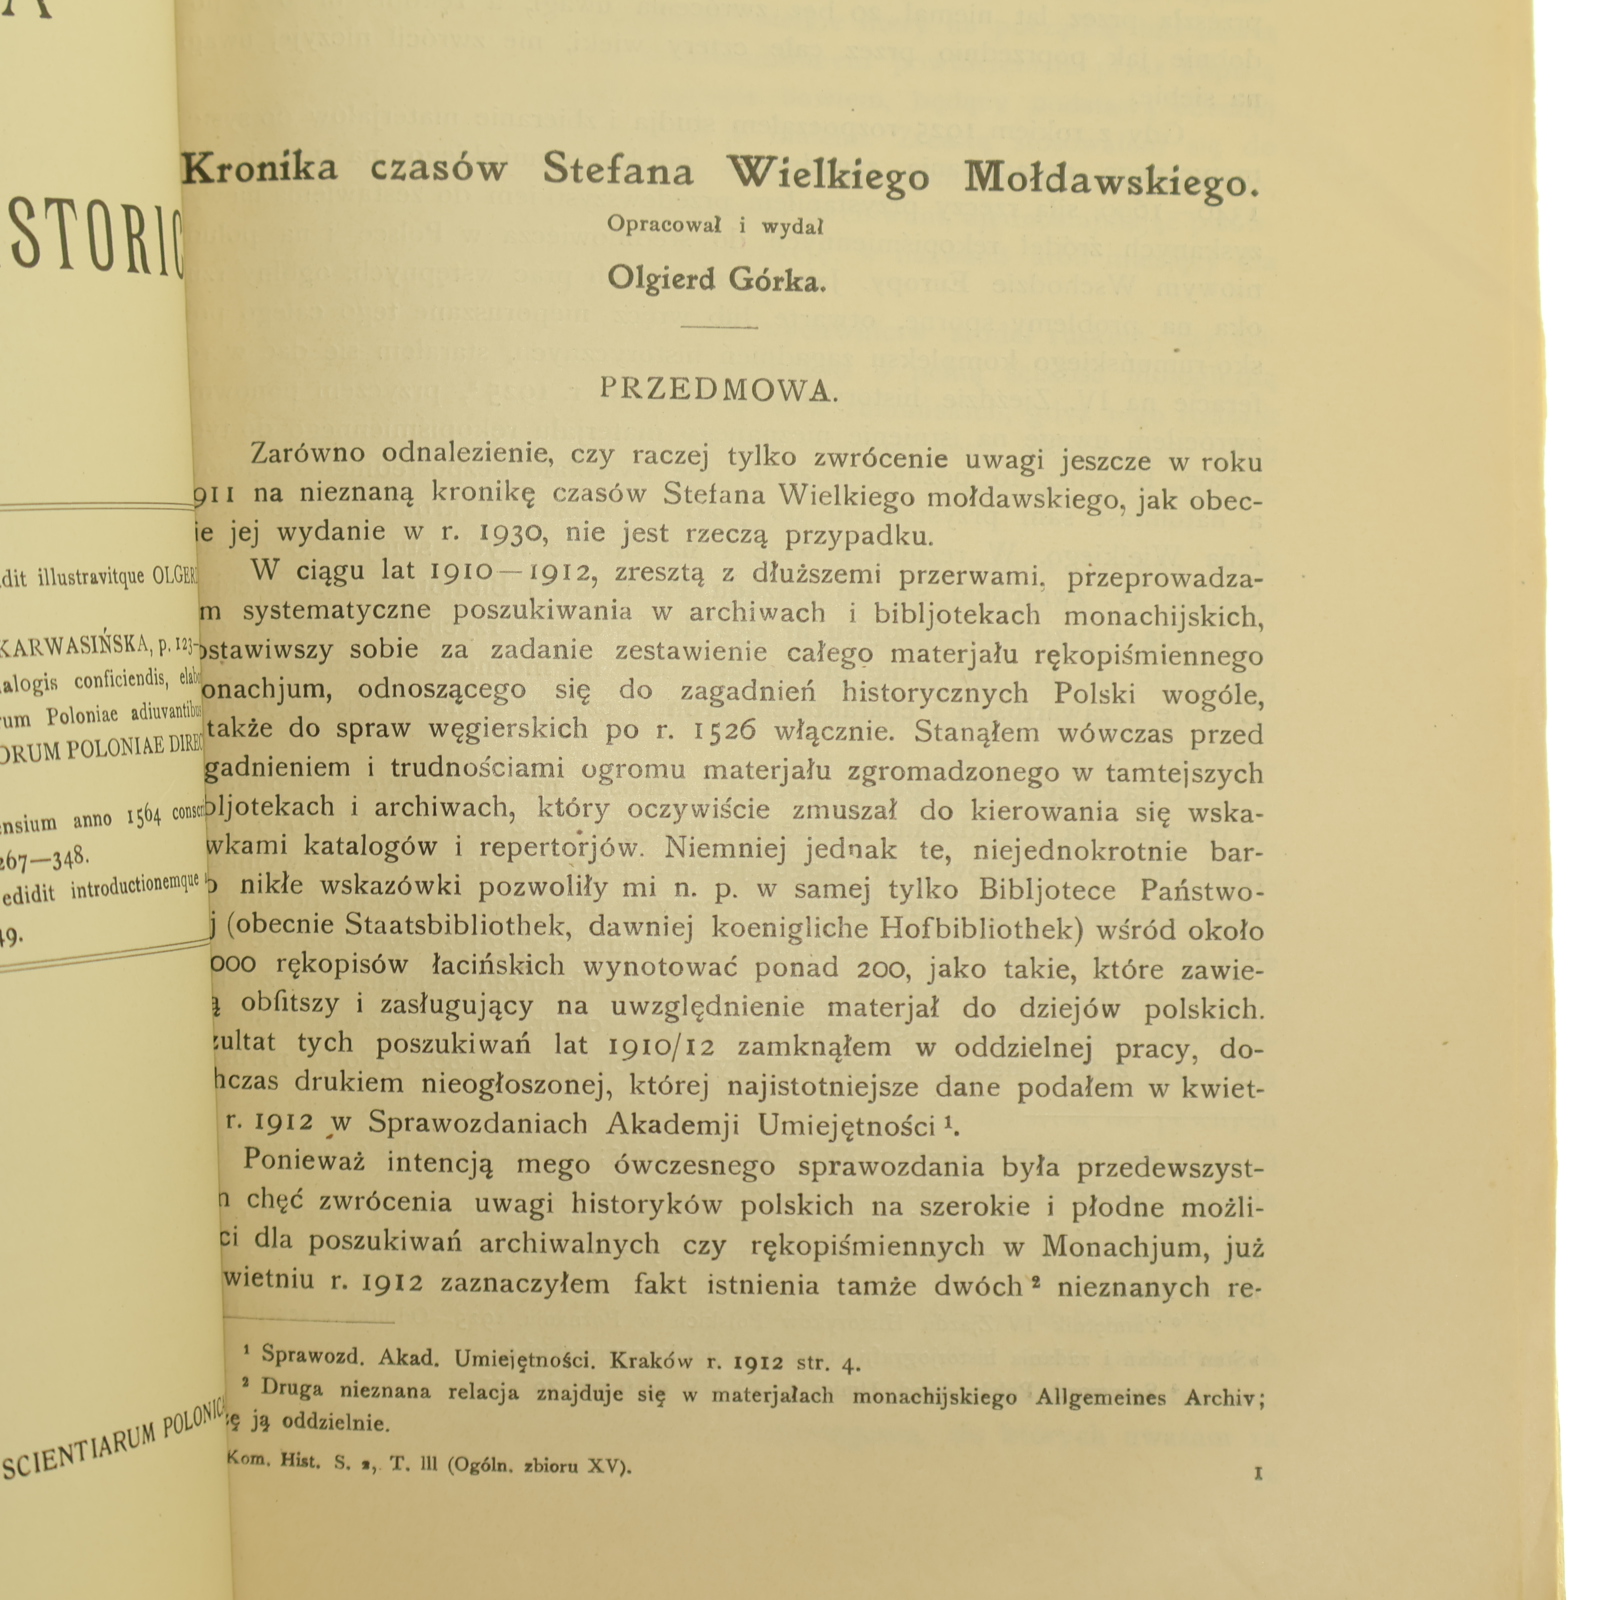 STORIC
dit illustravitque OLGER
KARWASIŃSKA, p. 123-
alogis conficiendis,
um Poloniae adiuvantibus
ORUM POLONIAE DIREC
nsium anno 1564
267—348.
edidit introductionemque
49.
SCIENTIARUM POLONIC
Kronika czasów Stefana Wielkiego Mołdawskiego.
Opracował i wydał
Olgierd Górka.
PRZEDMOWA.
Zarówno odnalezienie, czy raczej tylko zwrócenie uwagi jeszcze w roku
911 na nieznaną kronikę czasów Stefana Wielkiego mołdawskiego, jak obec-
ie jej wydanie w r. 1930, nie jest rzeczą przypadku.
W ciągu lat 1910—1912, zresztą z dłuższemi przerwami, przeprowadza-
m systematyczne poszukiwania w archiwach i bibljotekach monachijskich,
ostawiwszy sobie za zadanie zestawienie całego materjału rękopiśmiennego
onachjum, odnoszącego się do zagadnień historycznych Polski wogóle,
także do spraw węgierskich po r. 1526 włącznie. Stanąłem wówczas przed
gadnieniem i trudnościami ogromu materjału zgromadzonego w tamtejszych
bljotekach i archiwach, który oczywiście zmuszał do kierowania się wska-
wkami katalogów i repertorjów. Niemniej jednak te, niejednokrotnie bar-
o nikłe wskazówki pozwoliły mi n. p. w samej tylko Bibljotece Państwo-
j (obecnie Staatsbibliothek, dawniej koenigliche Hofbibliothek) wśród około
000 rękopisów łacińskich wynotować ponad 200, jako takie, które zawie-
ą obfitszy i zasługujący na uwzględnienie materjał do dziejów polskich.
zultat tych poszukiwań lat 1910/12 zamknąłem w oddzielnej pracy, do-
hczas drukiem nieogłoszonej, której najistotniejsze dane podałem w kwiet-
r. 1912 w Sprawozdaniach Akademji Umiejętności ¹.
Ponieważ intencją mego ówczesnego sprawozdania była przedewszyst-
n chęć zwrócenia uwagi historyków polskich na szerokie i płodne możli-
ci dla poszukiwań archiwalnych czy rękopiśmiennych w Monachjum, już
wietniu r. 1912 zaznaczyłem fakt istnienia tamże dwóch ² nieznanych re-
¹ Sprawozd. Akad. Umiejętności. Kraków r. 1912 str. 4.
² Druga nieznana relacja znajduje się w materjałach monachijskiego Allgemeines Archiv;
zę ją oddzielnie.
Kom. Hist. S. 2, T. III (Ogóln. zbioru XV).
1